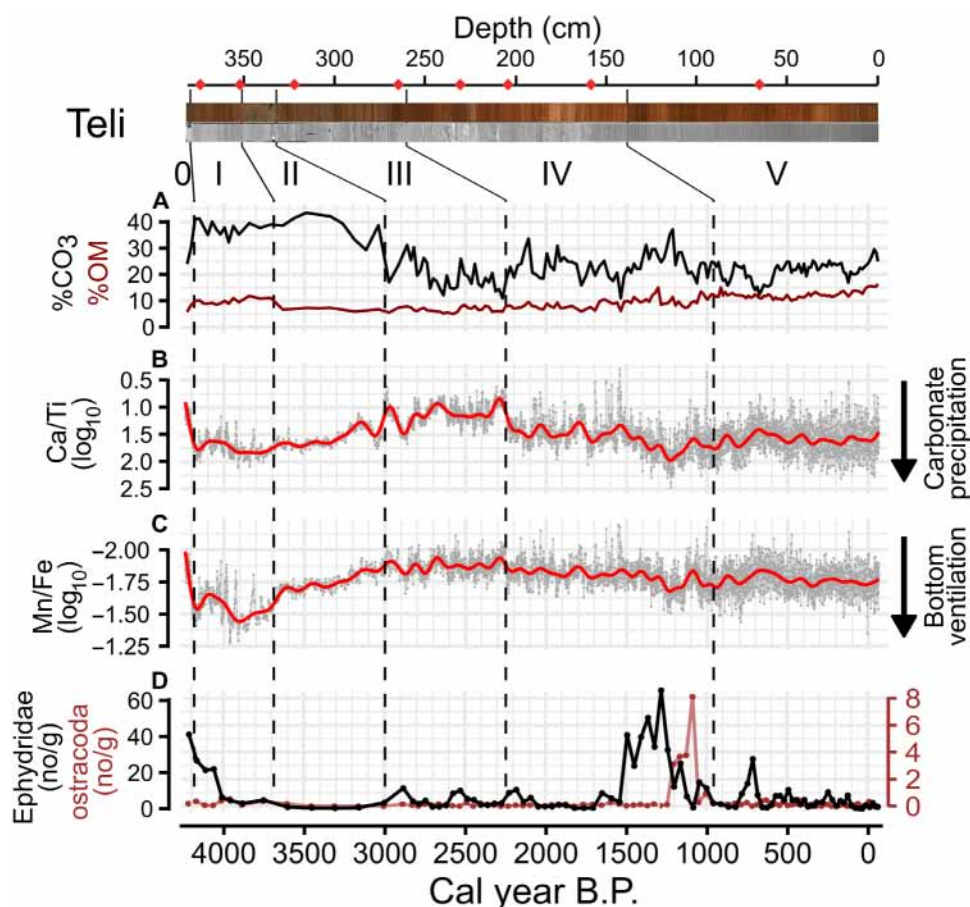 Depth (cm)
350 300 250 200 150 100 50 0
Teli
0 I II III IV V
A
%CO3
%OM
40
30
20
10
0
B
Ca/Ti
(log10)
0.5
1.0
1.5
2.0
2.5
Carbonate
precipitation
C
Mn/Fe
(log10)
−2.00
−1.75
−1.50
−1.25
Bottom
ventilation
D
Ephydridae
(no/g)
ostracoda
(no/g)
60
40
20
0
8
6
4
2
0
4000 3500 3000 2500 2000 1500 1000 500 0
Cal year B.P.